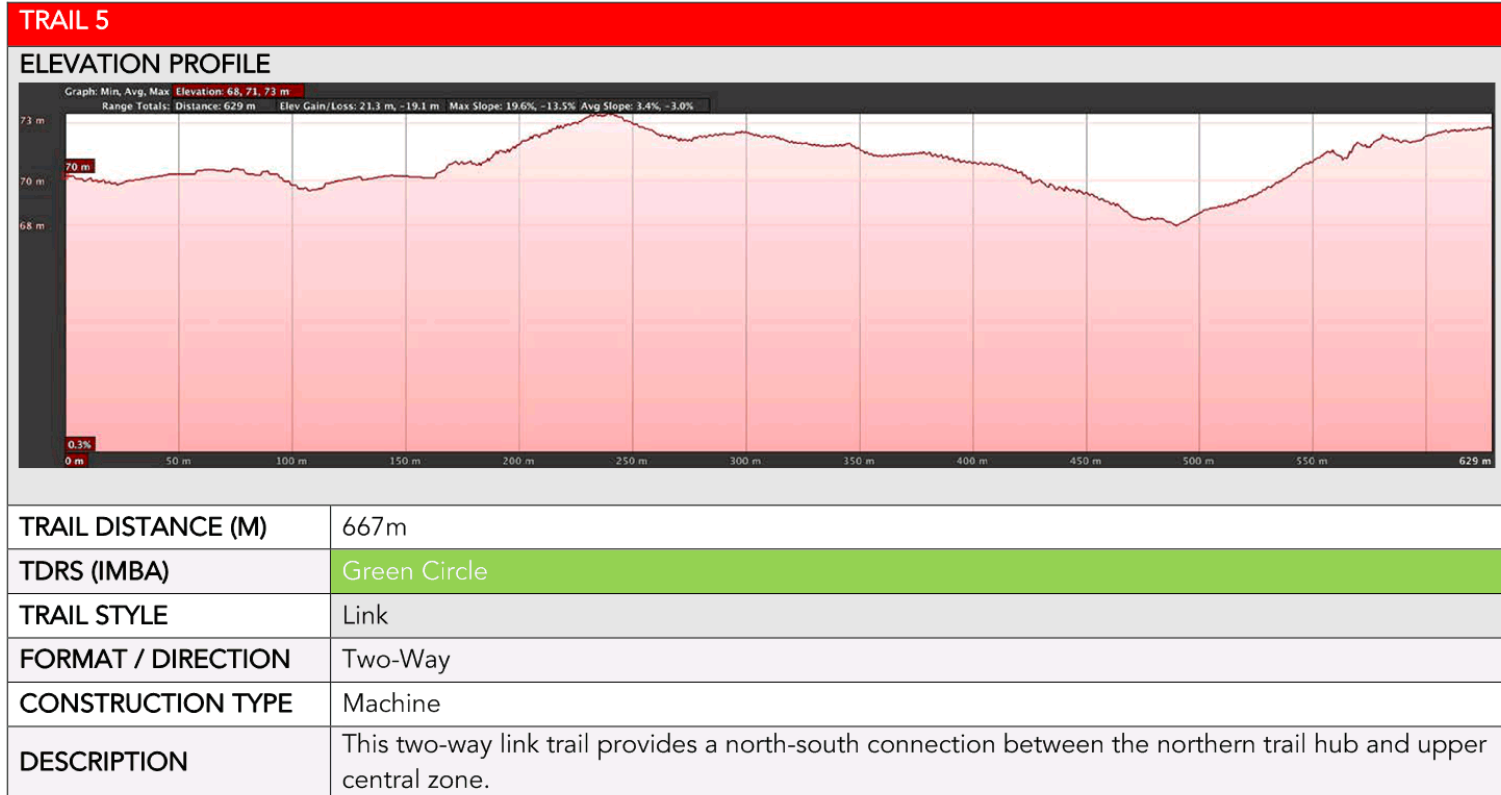 TRAIL 5
ELEVATION PROFILE
Graph: Min, Avg, Max Elevation: 68, 71, 73 m
Range Totals: Distance: 629 m Elev Gain/Loss: 21.3 m, -19.1 m Max Slope: 19.6%, -13.5% Avg Slope: 3.4%, -3.0%
73 m
70 m
70 m
68 m
0.3%
0 m 50 m 100 m 150 m 200 m 250 m 300 m 350 m 400 m 450 m 500 m 550 m 629 m
TRAIL DISTANCE (M) 667m
TDRS (IMBA) Green Circle
TRAIL STYLE Link
FORMAT / DIRECTION Two-Way
CONSTRUCTION TYPE Machine
DESCRIPTION This two-way link trail provides a north-south connection between the northern trail hub and upper
central zone.